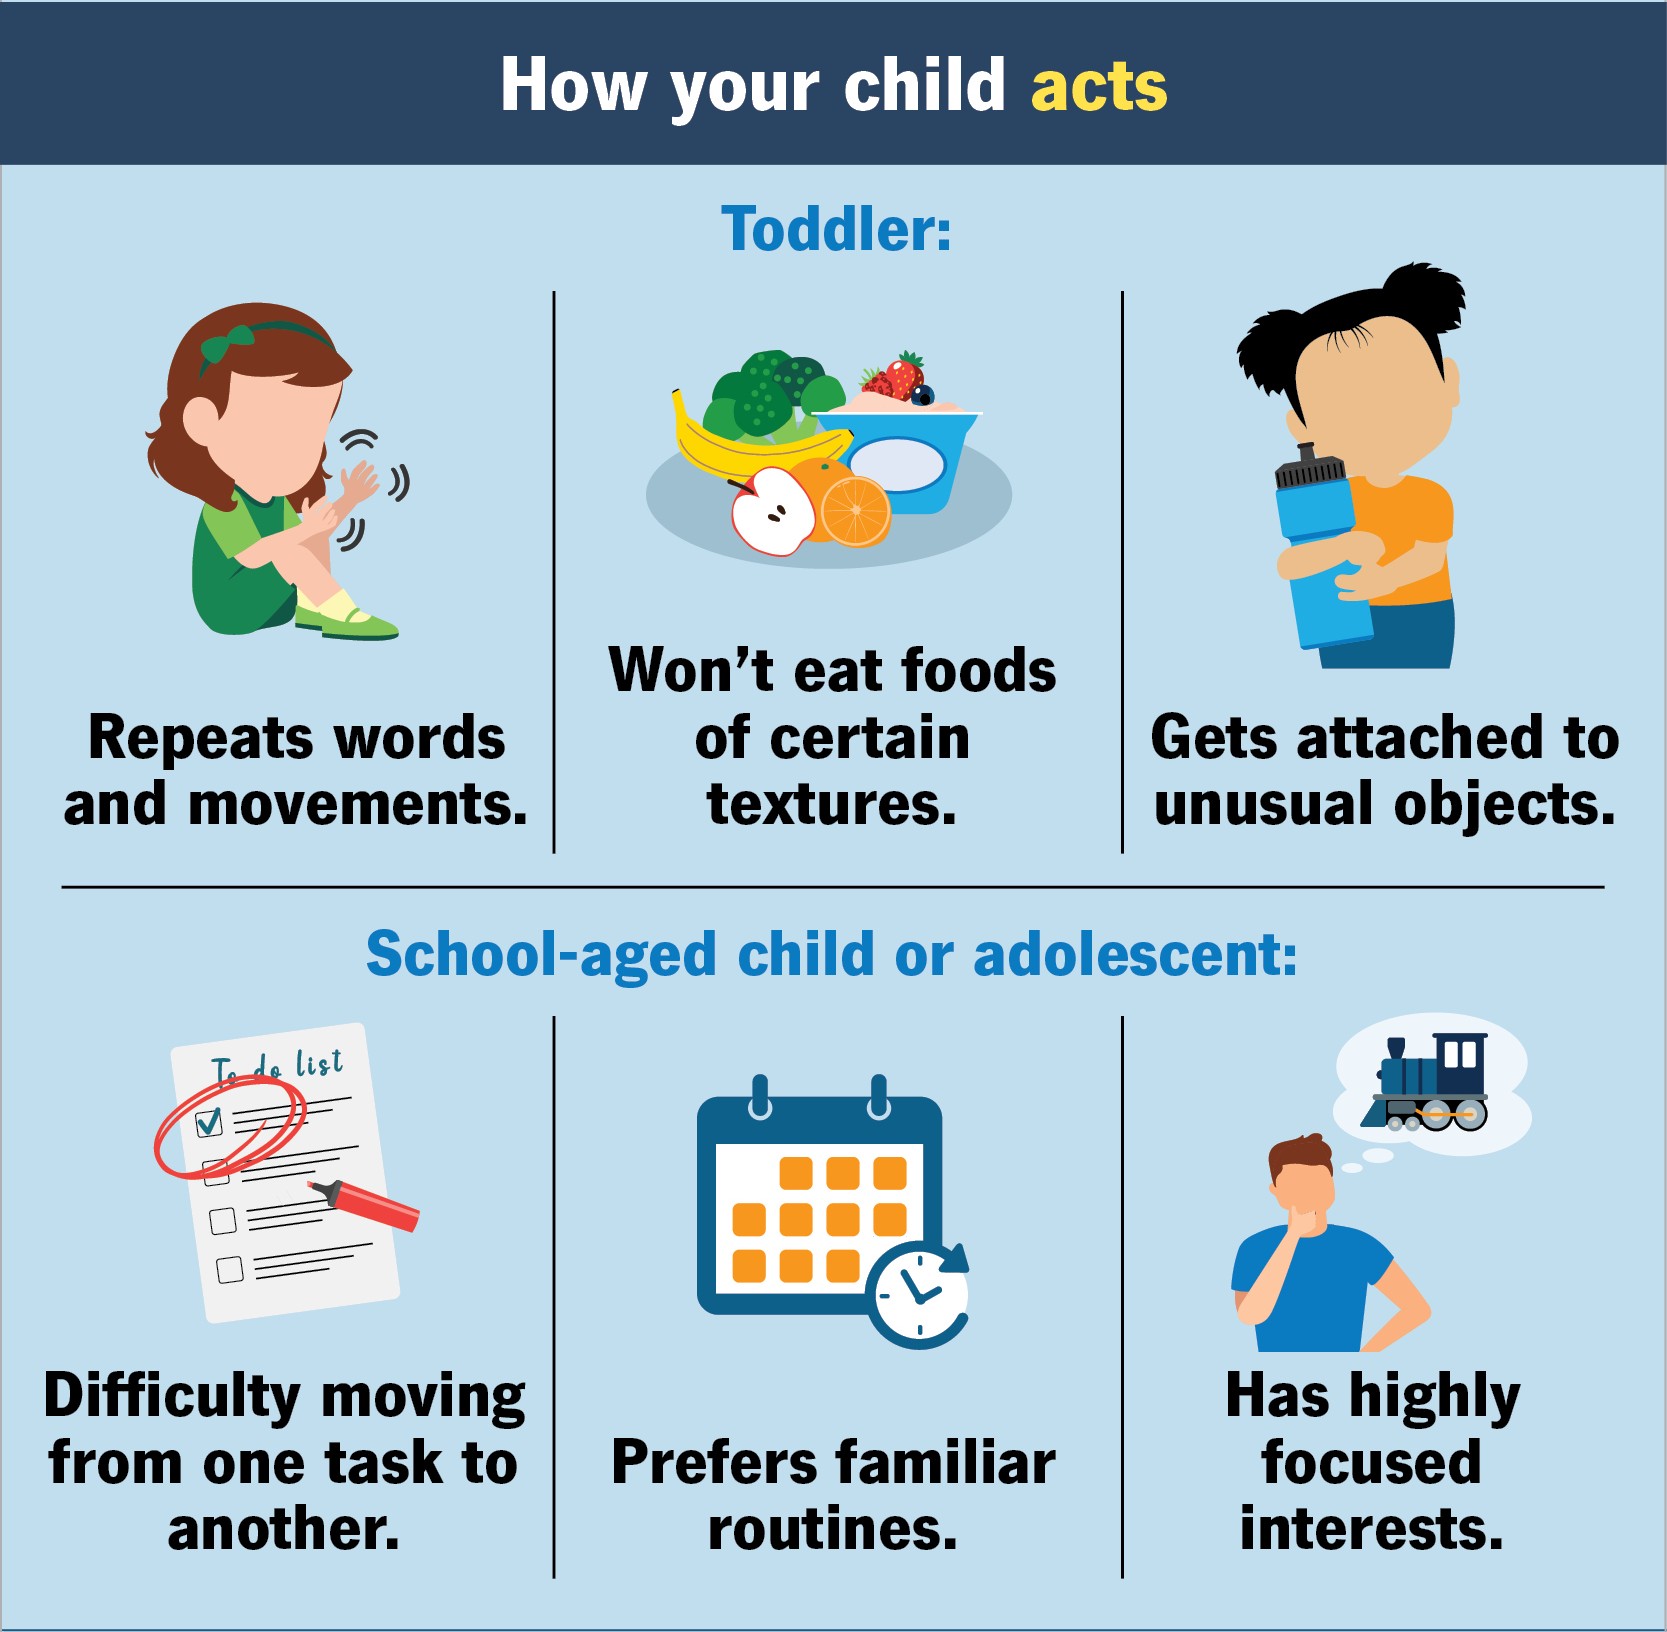 How your child acts
Toddler:
Repeats words
and movements.
Won't eat foods
of certain
textures.
Gets attached to
unusual objects.
School-aged child or adolescent:
To do list
Difficulty moving
from one task to
another.
Prefers familiar
routines.
Has highly
focused
interests.